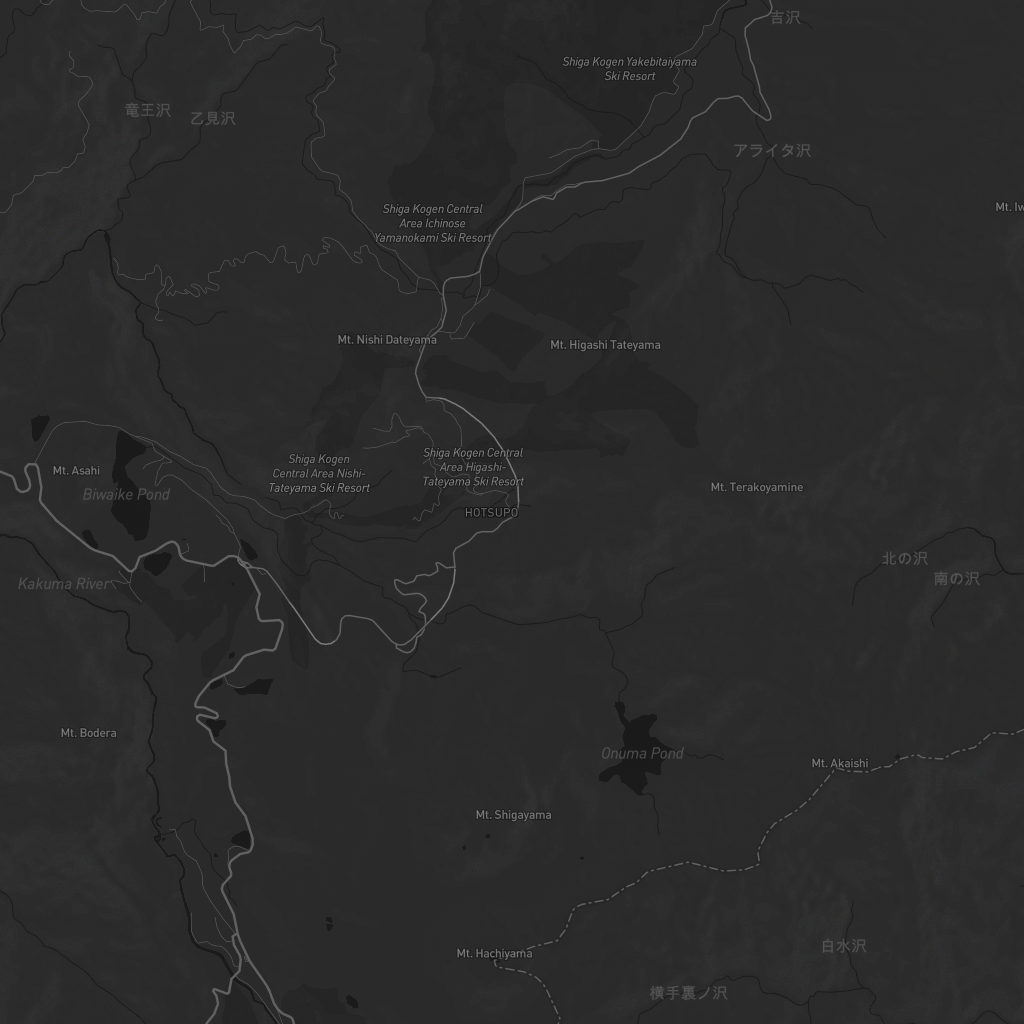 吉沢
Shiga Kogen Yakebitaiyama
Ski Resort
竜王沢
乙見沢
アライタ沢
Shiga Kogen Central
Area Ichinose
Yamanokami Ski Resort
Mt. Iw
Mt. Nishi Dateyama
Mt. Higashi Tateyama
Shiga Kogen
Central Area Nishi-
Tateyama Ski Resort
Shiga Kogen Central
Area Higashi-
Tateyama Ski Resort
Mt. Asahi
Biwaike Pond
Mt. Terakoyamine
HOTSUPO
北の沢
南の沢
Kakuma River
Mt. Bodera
Onuma Pond
Mt. Akaishi
Mt. Shigayama
Mt. Hachiyama
白水沢
横手裏ノ沢